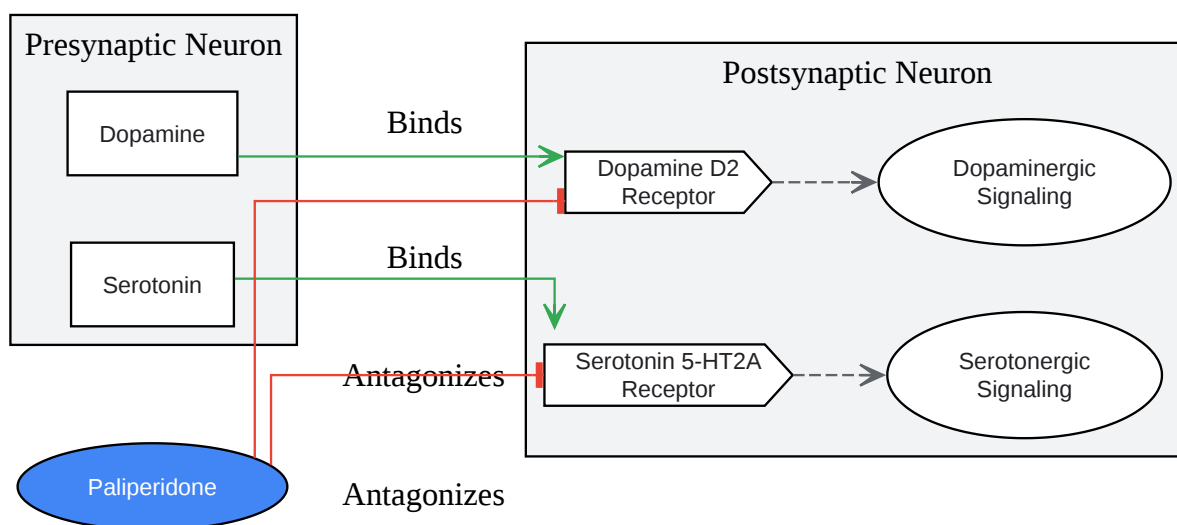 Presynaptic Neuron
Postsynaptic Neuron
Dopamine
Binds
Dopamine D2
Receptor
Dopaminergic
Signaling
Serotonin
Binds
Antagonizes
Serotonin 5-HT2A
Receptor
Serotonergic
Signaling
Paliperidone
Antagonizes